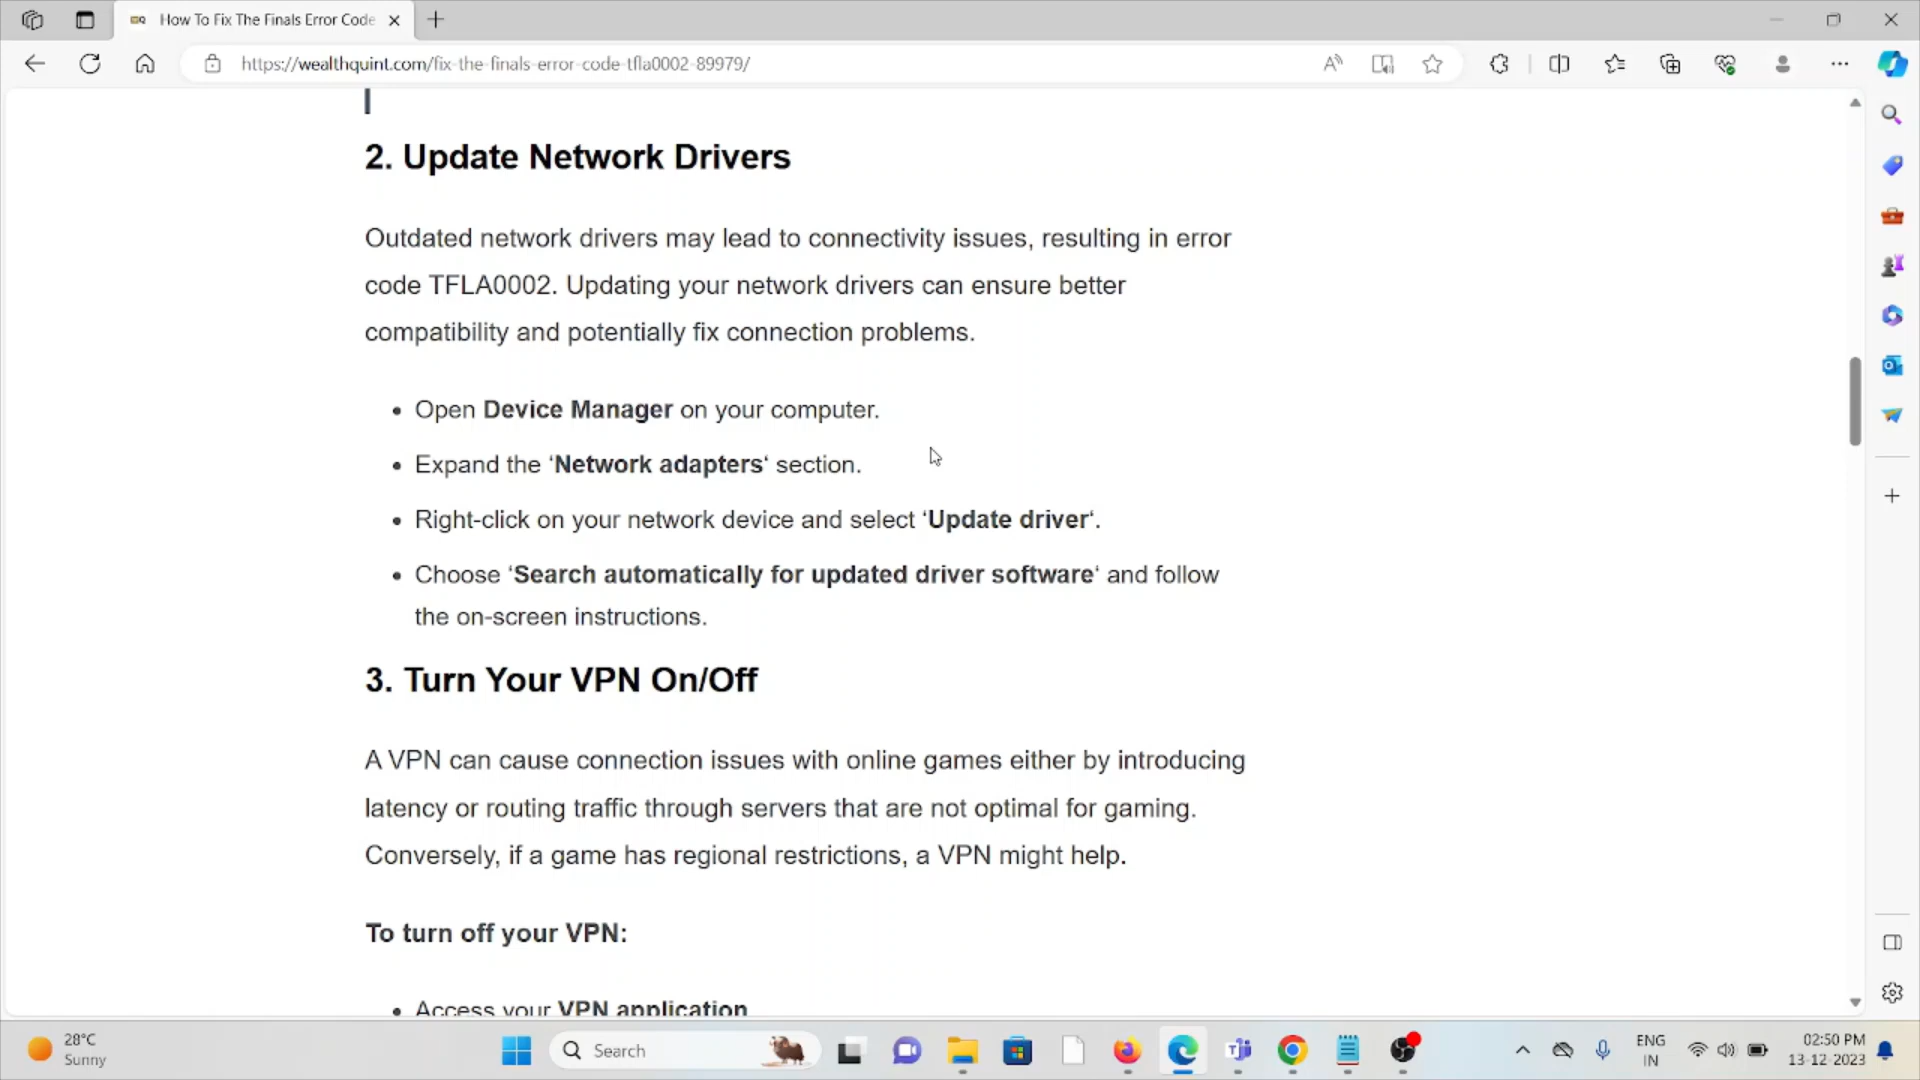 How To Fix The Finals Error Code
https://wealthquint.com/fix-the-finals-error-code-tfla0002-89979/
2. Update Network Drivers
Outdated network drivers may lead to connectivity issues, resulting in error
code TFLA0002. Updating your network drivers can ensure better
compatibility and potentially fix connection problems.
• Open Device Manager on your computer.
• Expand the ‘Network adapters‘ section.
• Right-click on your network device and select ‘Update driver‘.
• Choose ‘Search automatically for updated driver software‘ and follow
the on-screen instructions.
3. Turn Your VPN On/Off
A VPN can cause connection issues with online games either by introducing
latency or routing traffic through servers that are not optimal for gaming.
Conversely, if a game has regional restrictions, a VPN might help.
To turn off your VPN:
• Access your VPN application
28°C
Sunny
Search
ENG
IN
02:50 PM
13-12-2023